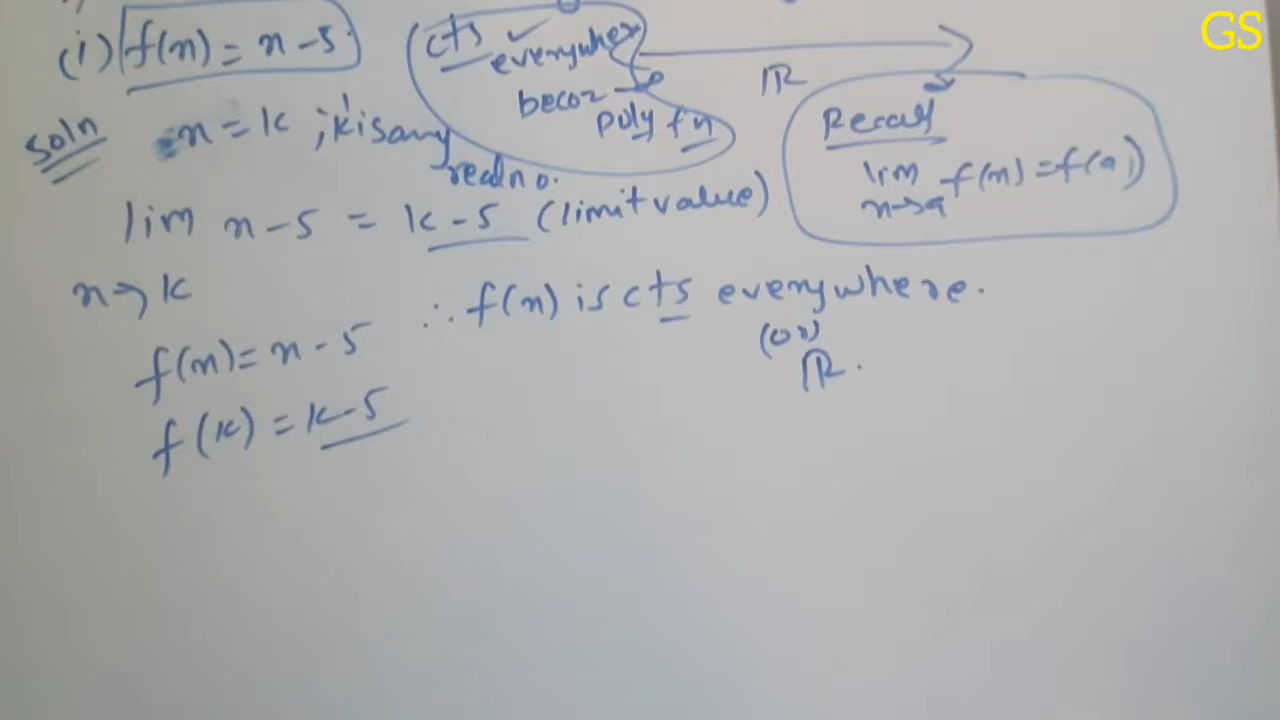 GS
(i) f(x) = x - 5
cts ✓
everywhere
becoz
poly fn
ℝ
Recall
lim f(x) = f(a)
x→a
Soln
x = k ; k is any
real no.
lim x - 5 = k - 5 (limit value)
x → k
∴ f(x) is cts everywhere.
(or)
ℝ.
f(x) = x - 5
f(k) = k - 5